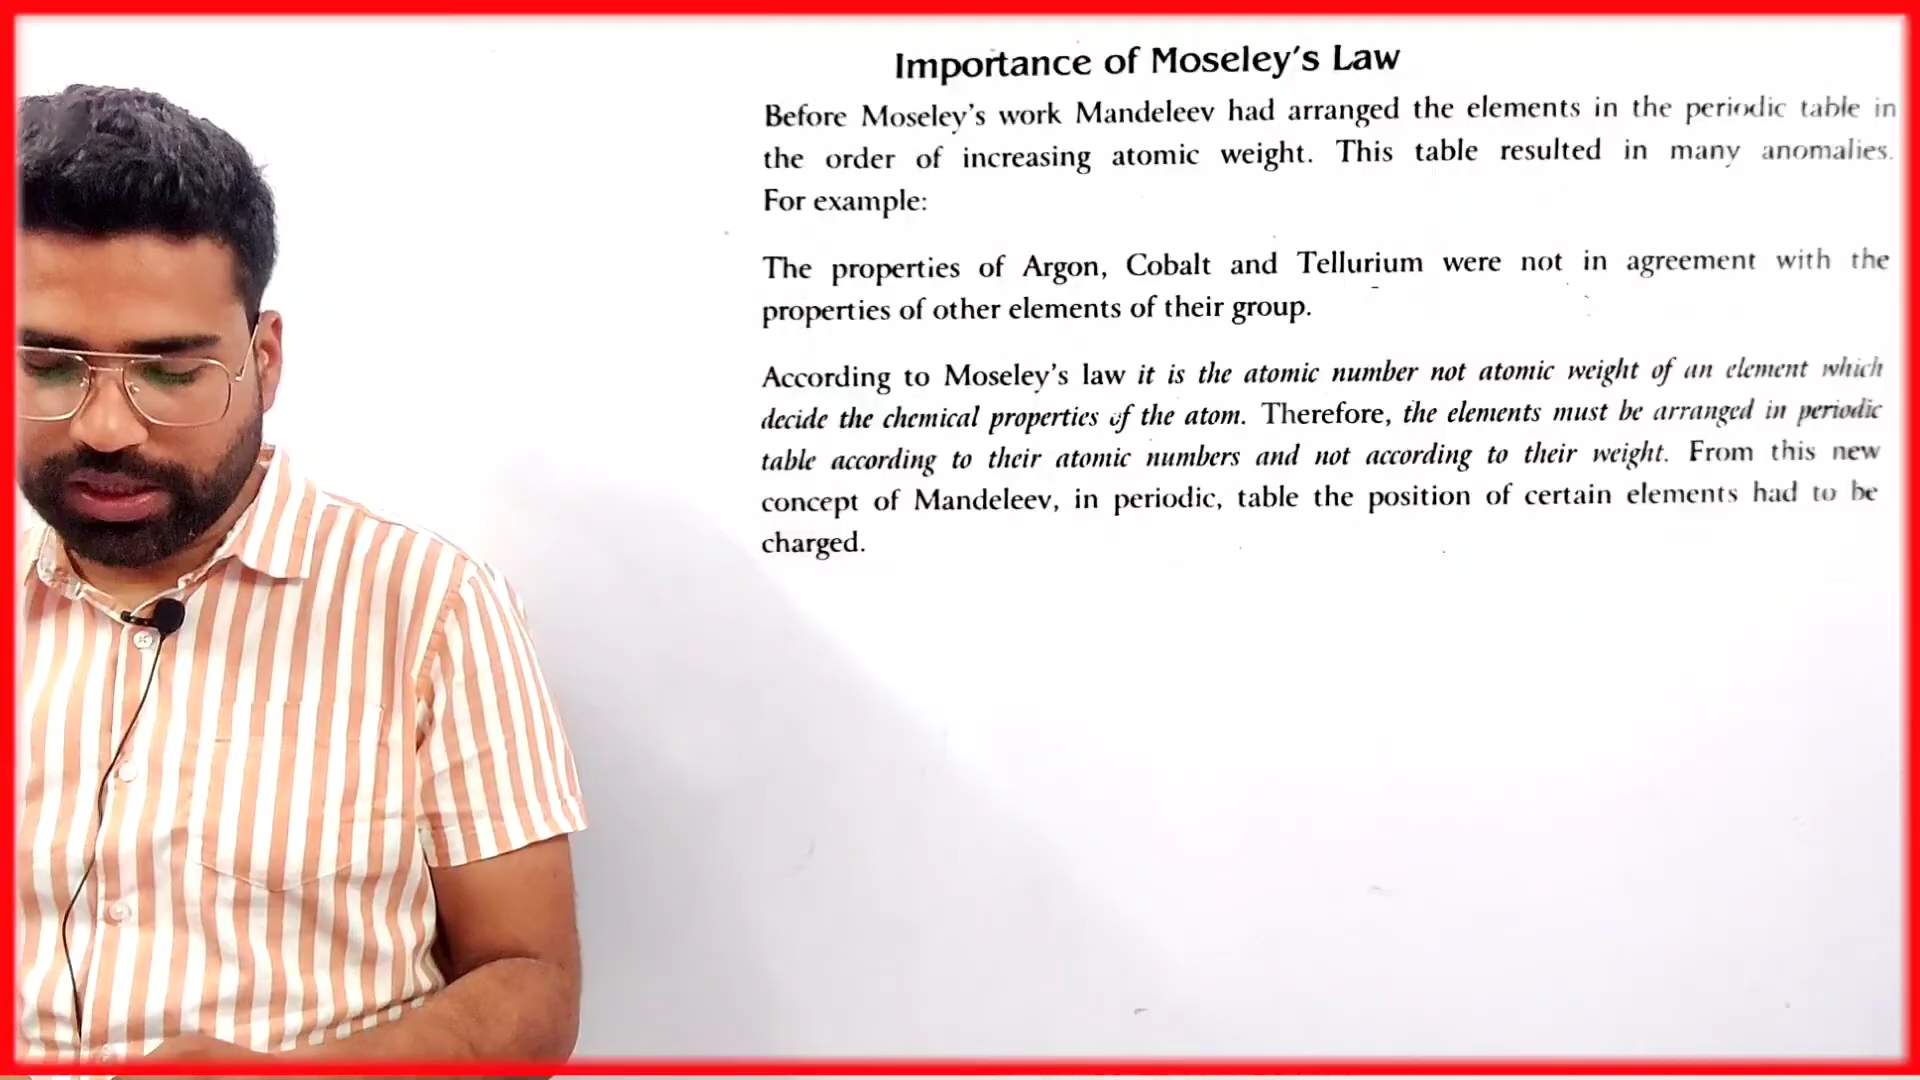 Importance of Moseley's Law
Before Moseley's work Mandeleev had arranged the elements in the periodic table in
the order of increasing atomic weight. This table resulted in many anomalies.
For example:
The properties of Argon, Cobalt and Tellurium were not in agreement with the
properties of other elements of their group.
According to Moseley's law it is the atomic number not atomic weight of an element which
decide the chemical properties of the atom. Therefore, the elements must be arranged in periodic
table according to their atomic numbers and not according to their weight. From this new
concept of Mandeleev, in periodic, table the position of certain elements had to be
charged.